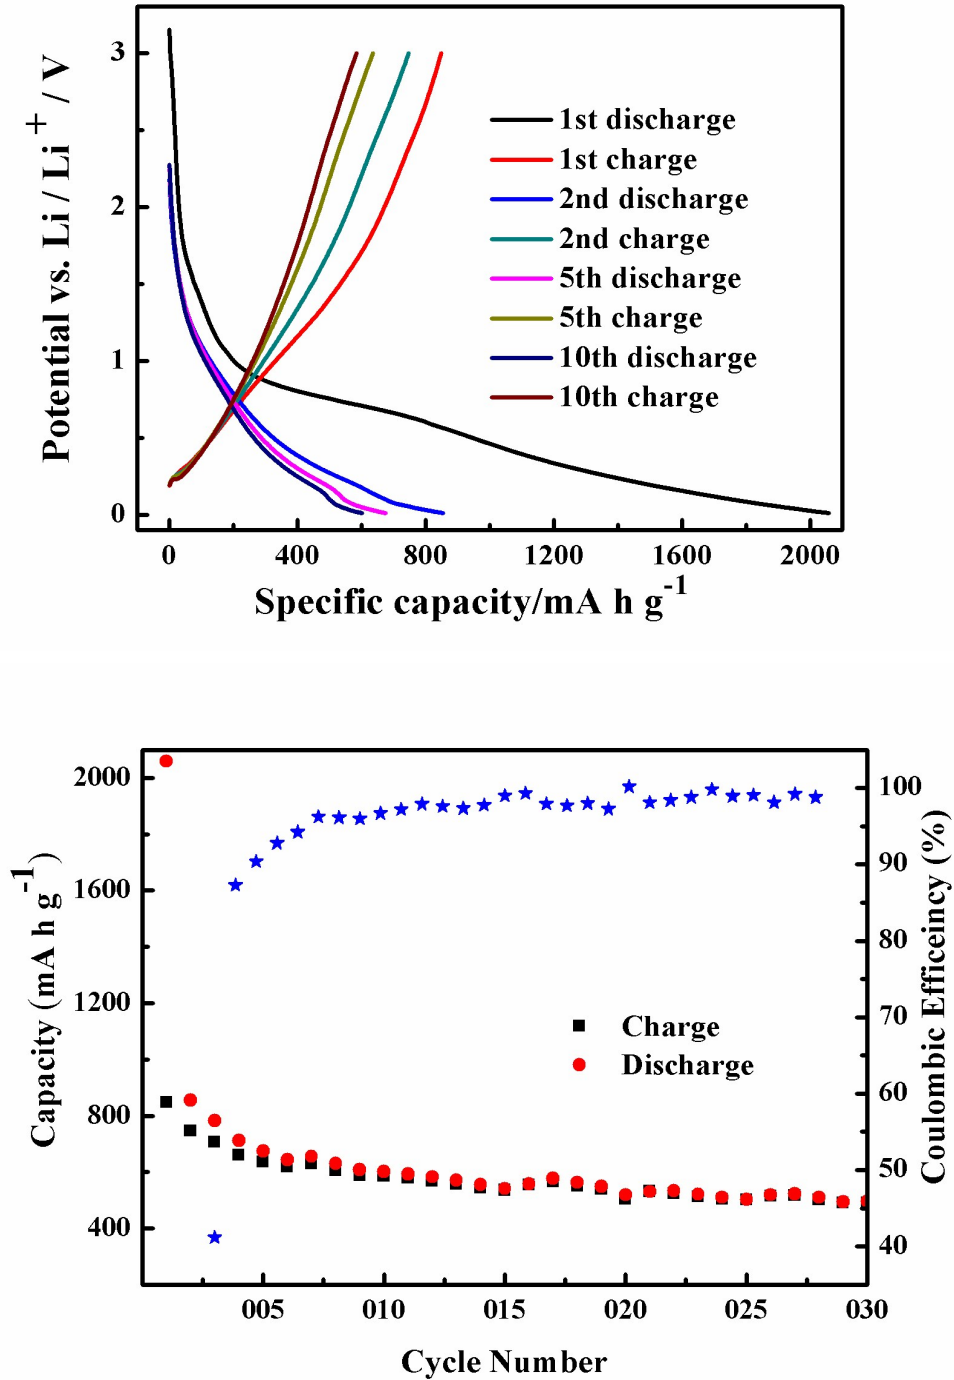 Potential vs. Li / Li + / V
3
2
1
0
1st discharge
1st charge
2nd discharge
2nd charge
5th discharge
5th charge
10th discharge
10th charge
0 400 800 1200 1600 2000
Specific capacity/mA h g-1
Capacity (mA h g-1)
2000
1600
1200
800
400
Charge
Discharge
100
90
80
70
60
50
40
Coulombic Efficeincy (%)
005 010 015 020 025 030
Cycle Number